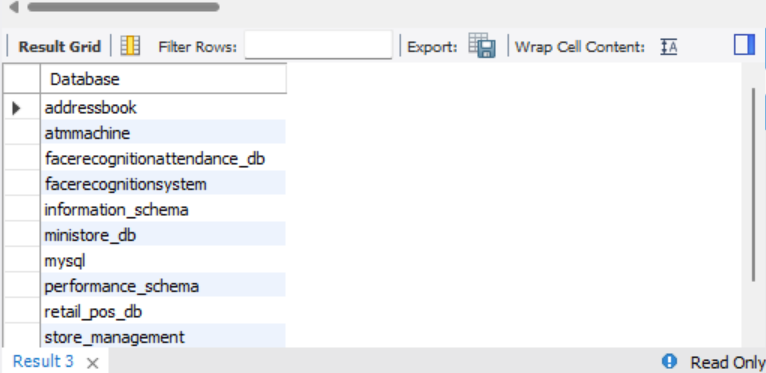 Result Grid Filter Rows: Export: Wrap Cell Content: IA
Database
addressbook
atmmachine
facerecognitionattendance_db
facerecognitionsystem
information_schema
ministore_db
mysql
performance_schema
retail_pos_db
store_management
Result 3 × Read Only